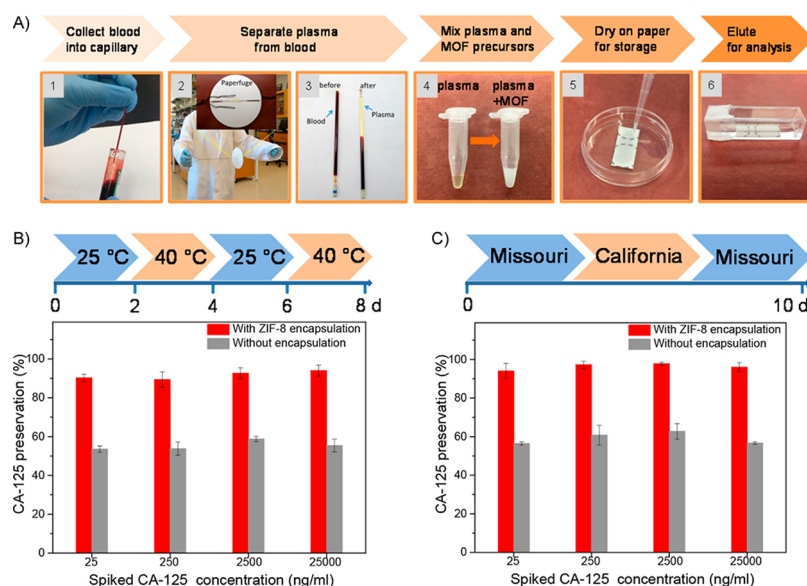 A)
Collect blood
into capillary
Separate plasma
from blood
Mix plasma and
MOF precursors
Dry on paper
for storage
Elute
for analysis
1
2
Paperfuge
3
before
after
Blood
Plasma
4
plasma
plasma
+MOF
5
6
B)
25 °C
40 °C
25 °C
40 °C
0
2
4
6
8 d
With ZIF-8 encapsulation
Without encapsulation
CA-125 preservation (%)
100
80
60
40
20
0
25
250
2500
25000
Spiked CA-125 concentration (ng/ml)
C)
Missouri
California
Missouri
0
10 d
With ZIF-8 encapsulation
Without encapsulation
CA-125 preservation (%)
100
80
60
40
20
0
25
250
2500
25000
Spiked CA-125 concentration (ng/ml)